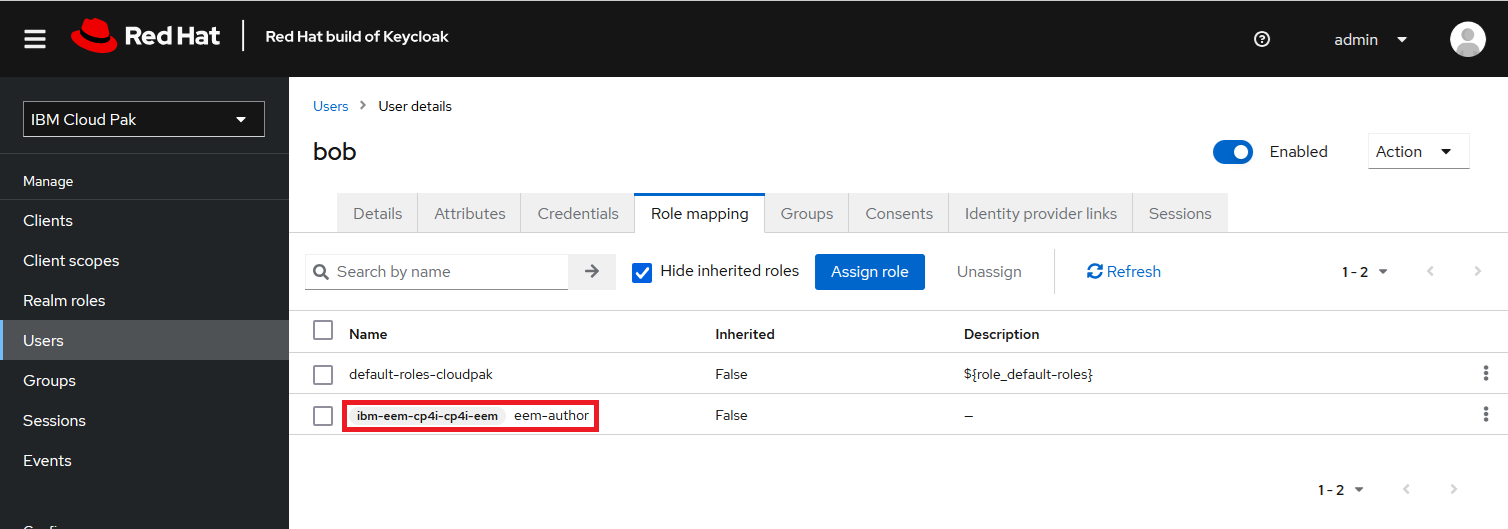 Red Hat
Red Hat build of Keycloak
admin
IBM Cloud Pak
Manage
Clients
Client scopes
Realm roles
Users
Groups
Sessions
Events
Users > User details
bob
Enabled
Action
Details
Attributes
Credentials
Role mapping
Groups
Consents
Identity provider links
Sessions
Search by name
Hide inherited roles
Assign role
Unassign
Refresh
1 - 2
Name Inherited Description
default-roles-cloudpak False ${role_default-roles}
ibm-eem-cp4i-cp4i-eem eem-author False –
1 - 2